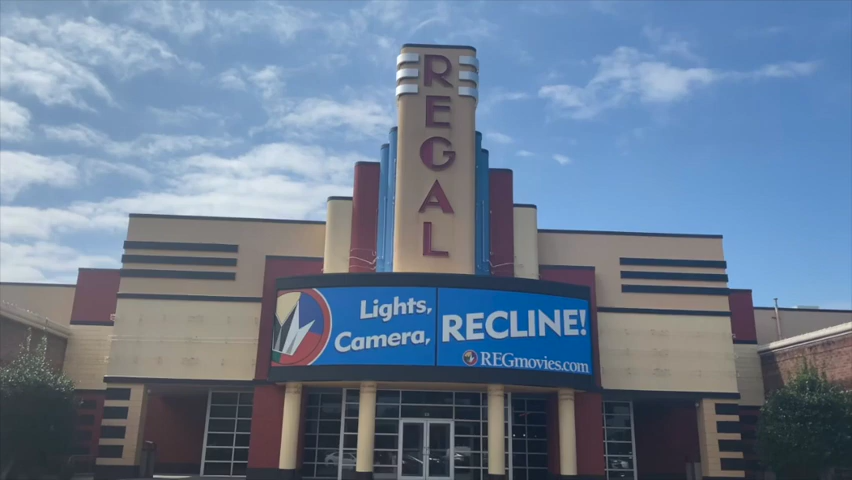 REGAL
Lights,
Camera,
RECLINE!
REGmovies.com